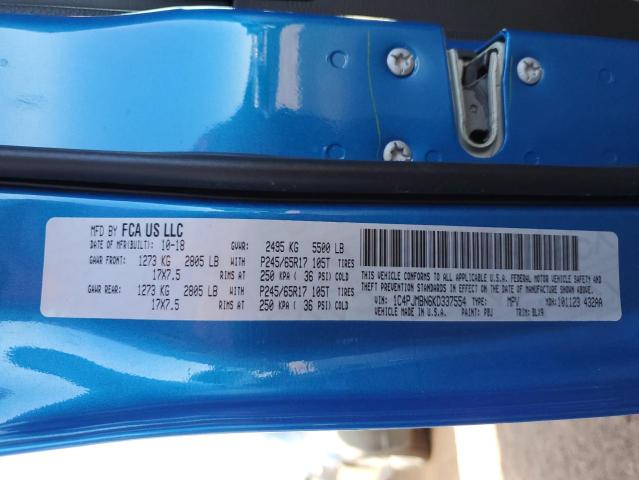 MFD BY FCA US LLC
DATE OF MFR(BUILT): 10-18 GVWR: 2495 KG 5500 LB
GAWR FRONT: 1273 KG 2805 LB WITH P245/65R17 105T TIRES
17X7.5 RIMS AT 250 KPA ( 36 PSI) COLD
GAWR REAR: 1273 KG 2805 LB WITH P245/65R17 105T TIRES
17X7.5 RIMS AT 250 KPA ( 36 PSI) COLD
THIS VEHICLE CONFORMS TO ALL APPLICABLE U.S.A. FEDERAL MOTOR VEHICLE SAFETY
AND THEFT PREVENTION STANDARDS IN EFFECT ON THE DATE OF MANUFACTURE SHOWN ABOVE.
VIN: 1C4PJMBN6KD337554 TYPE: MPV MDH: 101123 432AA
VEHICLE MADE IN U.S.A. PAINT: PBJ TRIM: BLX9